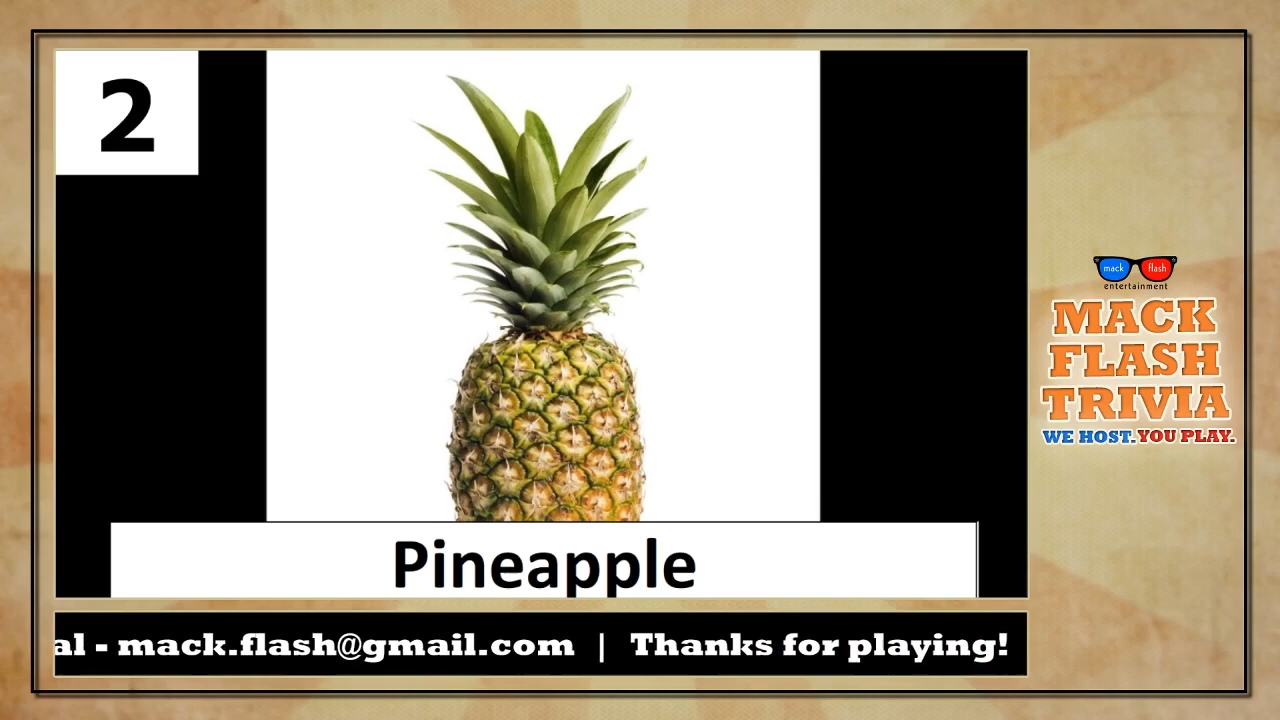 2
Pineapple
al - mack.flash@gmail.com | Thanks for playing!
mack flash
entertainment
MACK
FLASH
TRIVIA
WE HOST. YOU PLAY.